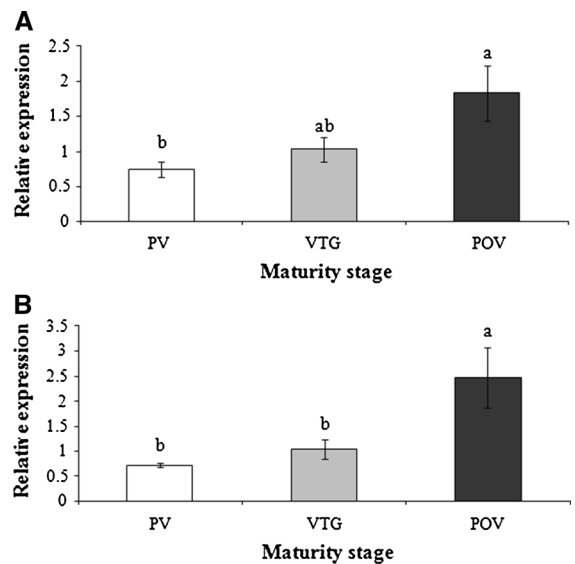 A
Relative expression
2.5
2
1.5
1
0.5
0
b
ab
a
PV VTG POV
Maturity stage
B
Relative expression
3.5
3
2.5
2
1.5
1
0.5
0
b
b
a
PV VTG POV
Maturity stage